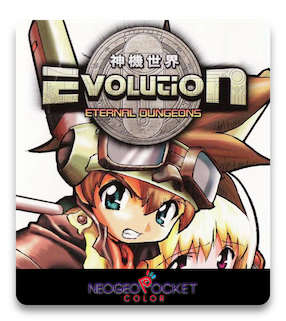 神機世界
EVOLUTION
ETERNAL DUNGEONS
NEOGEO POCKET
COLOR